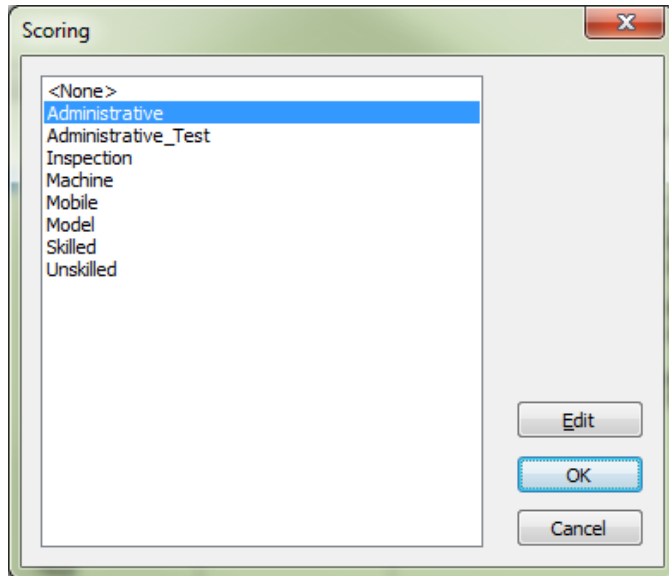 Scoring
<None>
Administrative
Administrative_Test
Inspection
Machine
Mobile
Model
Skilled
Unskilled
Edit
OK
Cancel